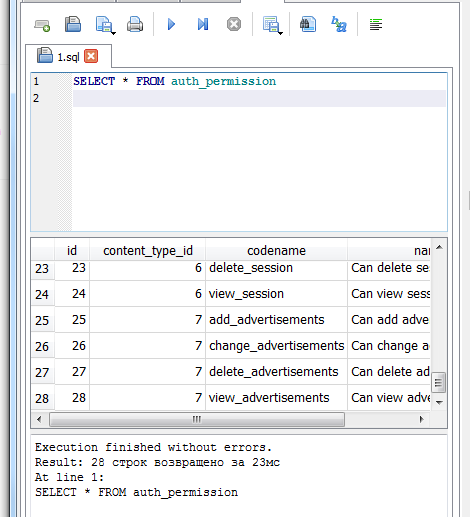 1.sql
1 SELECT * FROM auth_permission
2
id content_type_id codename nar
23 23 6 delete_session Can delete ses
24 24 6 view_session Can view sess
25 25 7 add_advertisements Can add adve
26 26 7 change_advertisements Can change a
27 27 7 delete_advertisements Can delete ad
28 28 7 view_advertisements Can view adve
Execution finished without errors.
Result: 28 строк возвращено за 23мс
At line 1:
SELECT * FROM auth_permission